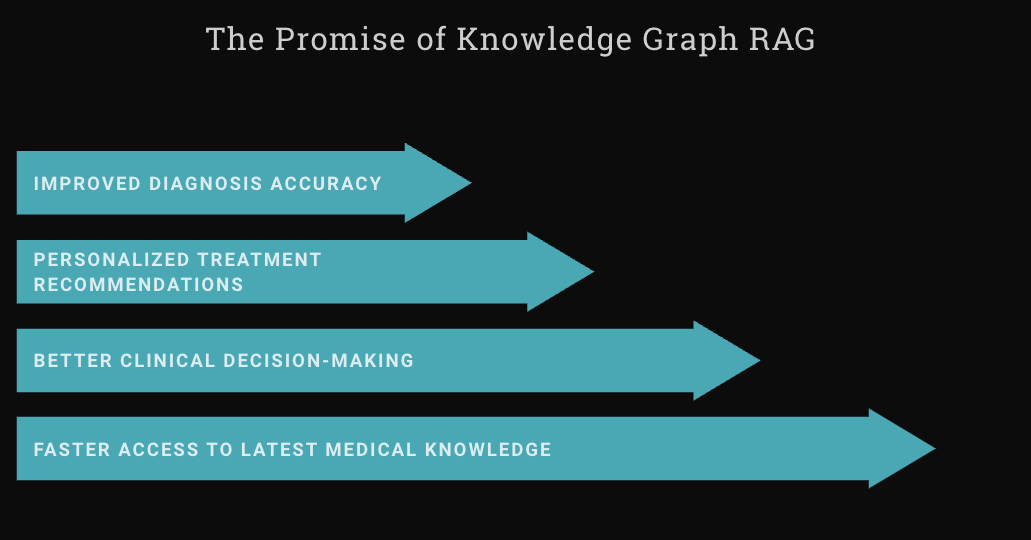 The Promise of Knowledge Graph RAG
IMPROVED DIAGNOSIS ACCURACY
PERSONALIZED TREATMENT
RECOMMENDATIONS
BETTER CLINICAL DECISION-MAKING
FASTER ACCESS TO LATEST MEDICAL KNOWLEDGE